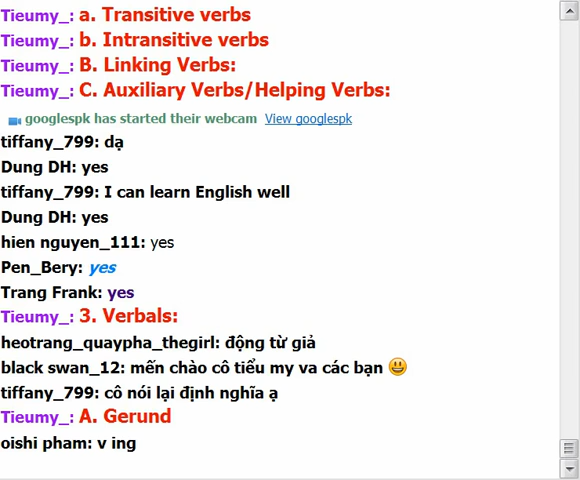 Tieumy_: a. Transitive verbs
Tieumy_: b. Intransitive verbs
Tieumy_: B. Linking Verbs:
Tieumy_: C. Auxiliary Verbs/Helping Verbs:
googlespk has started their webcam View googlespk
tiffany_799: dạ
Dung DH: yes
tiffany_799: I can learn English well
Dung DH: yes
hien nguyen_111: yes
Pen_Bery: yes
Trang Frank: yes
Tieumy_: 3. Verbals:
heotrang_quaypha_thegirl: động từ giả
black swan_12: mến chào cô tiểu my va các bạn 😃
tiffany_799: cô nói lại định nghĩa ạ
Tieumy_: A. Gerund
oishi pham: v ing